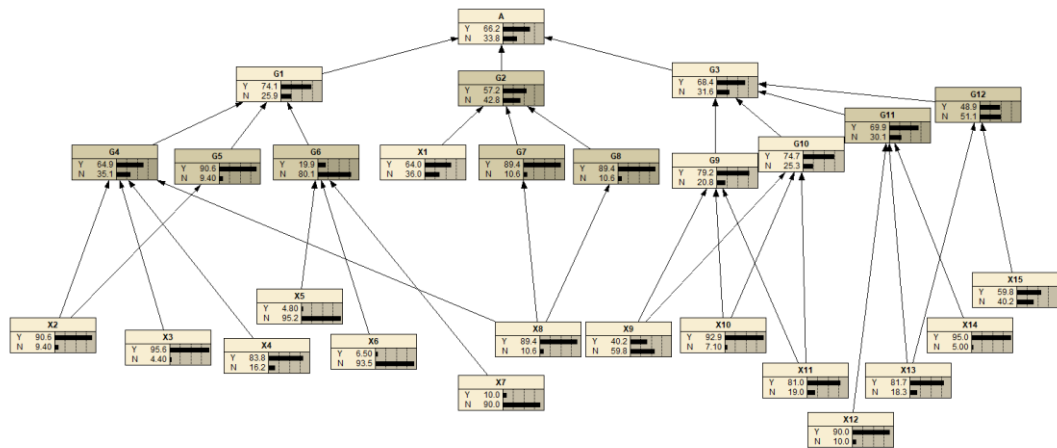 A
Y 66.2
N 33.8
G1
Y 74.1
N 25.9
G2
Y 57.2
N 42.8
G3
Y 68.4
N 31.6
G12
Y 48.9
N 51.1
G11
Y 69.9
N 30.1
G4
Y 64.9
N 35.1
G5
Y 90.6
N 9.40
G6
Y 19.9
N 80.1
X1
Y 64.0
N 36.0
G7
Y 89.4
N 10.6
G8
Y 89.4
N 10.6
G9
Y 79.2
N 20.8
G10
Y 74.7
N 25.3
X15
Y 59.8
N 40.2
X5
Y 4.80
N 95.2
X2
Y 90.6
N 9.40
X3
Y 95.6
N 4.40
X4
Y 83.8
N 16.2
X6
Y 6.50
N 93.5
X8
Y 89.4
N 10.6
X9
Y 40.2
N 59.8
X10
Y 92.9
N 7.10
X14
Y 95.0
N 5.00
X7
Y 10.0
N 90.0
X11
Y 81.0
N 19.0
X13
Y 81.7
N 18.3
X12
Y 90.0
N 10.0